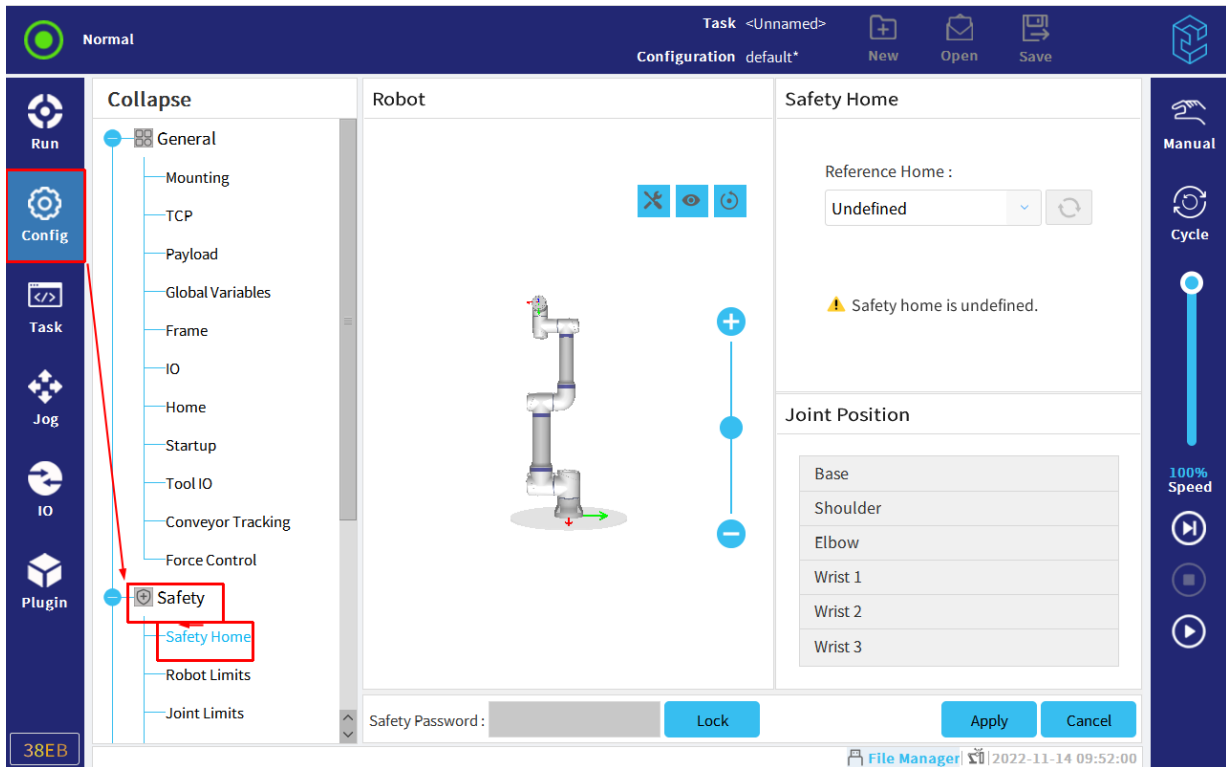 Normal
Task <Unnamed>
Configuration default*
New
Open
Save
Run
Config
Task
Jog
IO
Plugin
38EB
Collapse
General
Mounting
TCP
Payload
Global Variables
Frame
IO
Home
Startup
Tool IO
Conveyor Tracking
Force Control
Safety
Safety Home
Robot Limits
Joint Limits
Robot
Safety Password :
Lock
Safety Home
Reference Home :
Undefined
Safety home is undefined.
Joint Position
Base
Shoulder
Elbow
Wrist 1
Wrist 2
Wrist 3
Apply
Cancel
Manual
Cycle
100%
Speed
File Manager
2022-11-14 09:52:00